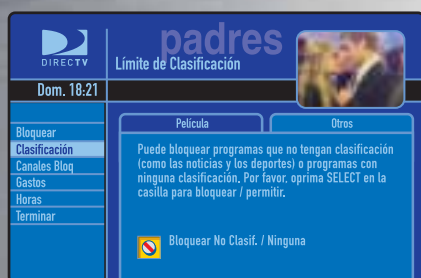 padres
DIRECTV
Límite de Clasificación
Dom. 18:21
Bloquear
Clasificación
Canales Bloq
Gastos
Horas
Terminar
Película
Otros
Puede bloquear programas que no tengan clasificación
(como las noticias y los deportes) o programas con
ninguna clasificación. Por favor, oprima SELECT en la
casilla para bloquear / permitir.
Bloquear No Clasif. / Ninguna